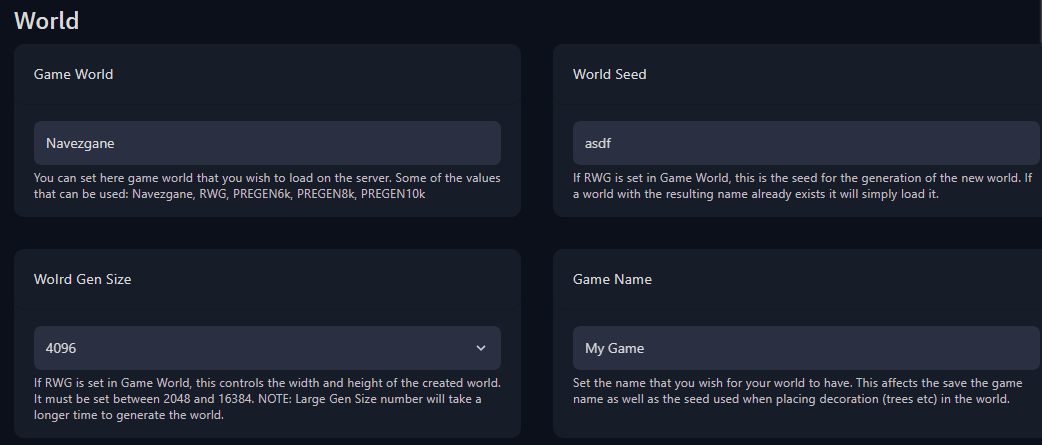 World
Game World
Navezgane
You can set here game world that you wish to load on the server. Some of the values
that can be used: Navezgane, RWG, PREGEN6k, PREGEN8k, PREGEN10k
World Seed
asdf
If RWG is set in Game World, this is the seed for the generation of the new world. If
a world with the resulting name already exists it will simply load it.
Wolrd Gen Size
4096
If RWG is set in Game World, this controls the width and height of the created world.
It must be set between 2048 and 16384. NOTE: Large Gen Size number will take a
longer time to generate the world.
Game Name
My Game
Set the name that you wish for your world to have. This affects the save the game
name as well as the seed used when placing decoration (trees etc) in the world.